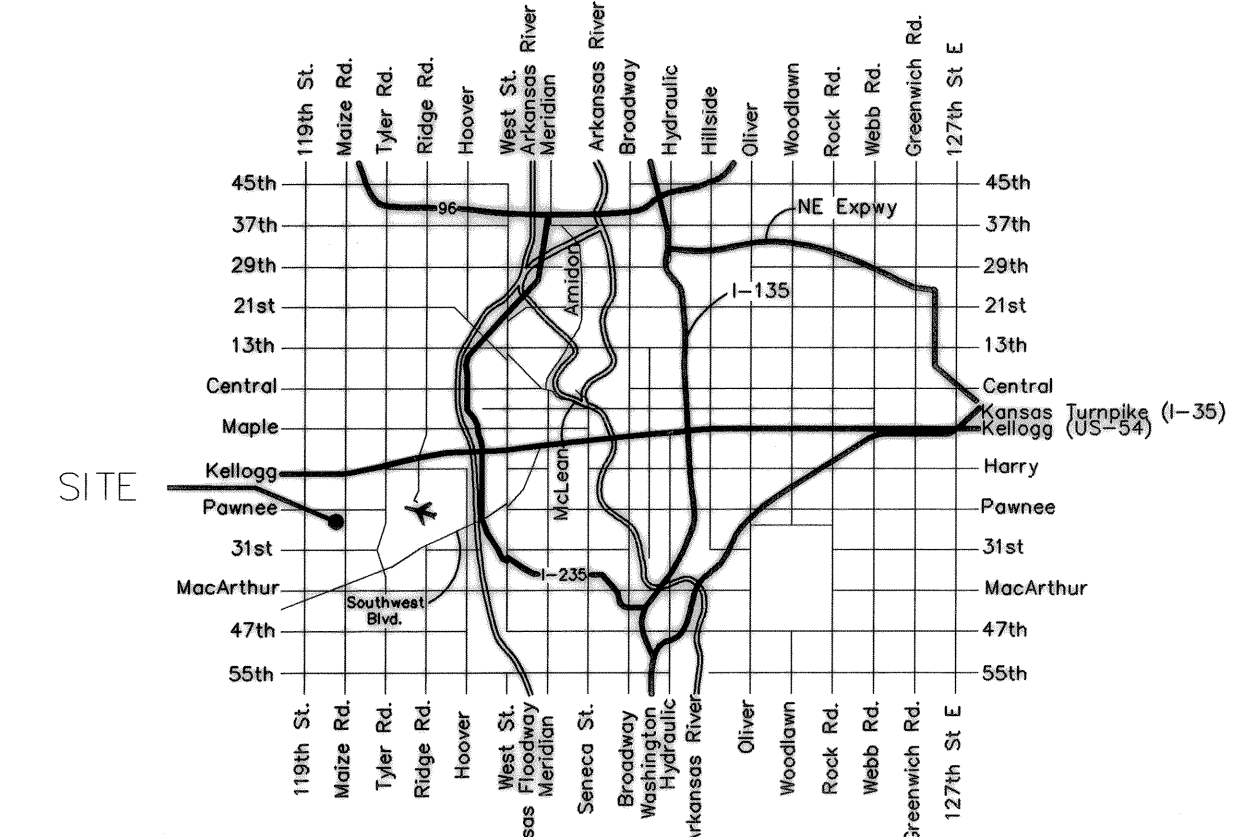 119th St.
Maize Rd.
Tyler Rd.
Ridge Rd.
Hoover
West St.
Arkansas River
Meridian
Arkansas River
Broadway
Hydraulic
Hillside
Oliver
Woodlawn
Rock Rd.
Webb Rd.
Greenwich Rd.
127th St E
45th
45th
96
NE Expwy
37th
37th
29th
29th
Amidon
I-135
21st
21st
13th
13th
Central
Central
Kansas Turnpike (I-35)
Maple
Kellogg (US-54)
Kellogg
Harry
McLean
SITE
Pawnee
Pawnee
31st
31st
I-235
MacArthur
MacArthur
Southwest
Blvd.
47th
47th
55th
55th
119th St.
Maize Rd.
Tyler Rd.
Ridge Rd.
Hoover
West St.
sas Floodway
Meridian
Seneca St.
Broadway
Washington
Hydraulic
rkansas River
Oliver
Woodlawn
Rock Rd.
Webb Rd.
Greenwich Rd.
127th St E